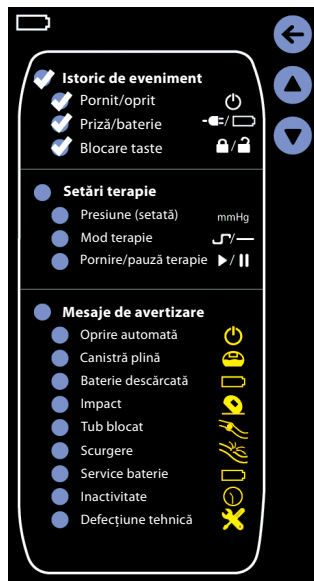 Istoric de eveniment
Pornit/oprit
Priză/baterie /
Blocare taste /
Setări terapie
Presiune (setată) mmHg
Mod terapie /
Pornire/pauză terapie /
Mesaje de avertizare
Oprire automată
Canistră plină
Baterie descărcată
Impact
Tub blocat
Scurgere
Service baterie
Inactivitate
Defecțiune tehnică